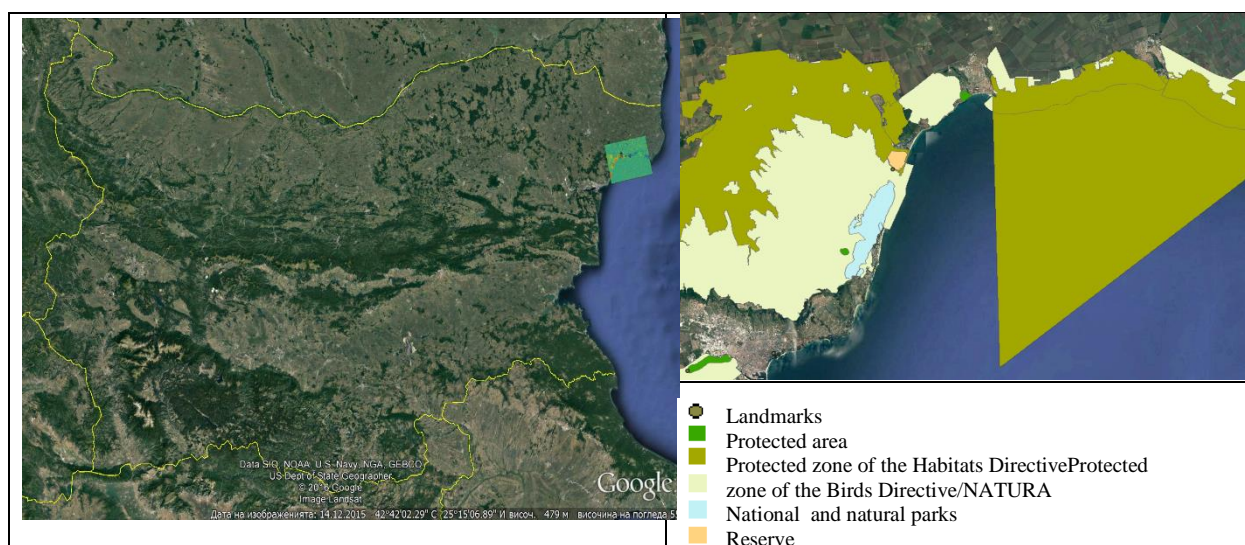 Data SIO, NOAA, U.S. Navy, NGA, GEBCO
US Dept of State Geographer
© 2016 Google
Image Landsat
Google
Дата на изображенията: 14.12.2015 42°42'02.29" С 25°15'06.89" И височ. 479 м височина на погледа 55
Landmarks
Protected area
Protected zone of the Habitats DirectiveProtected
zone of the Birds Directive/NATURA
National and natural parks
Reserve